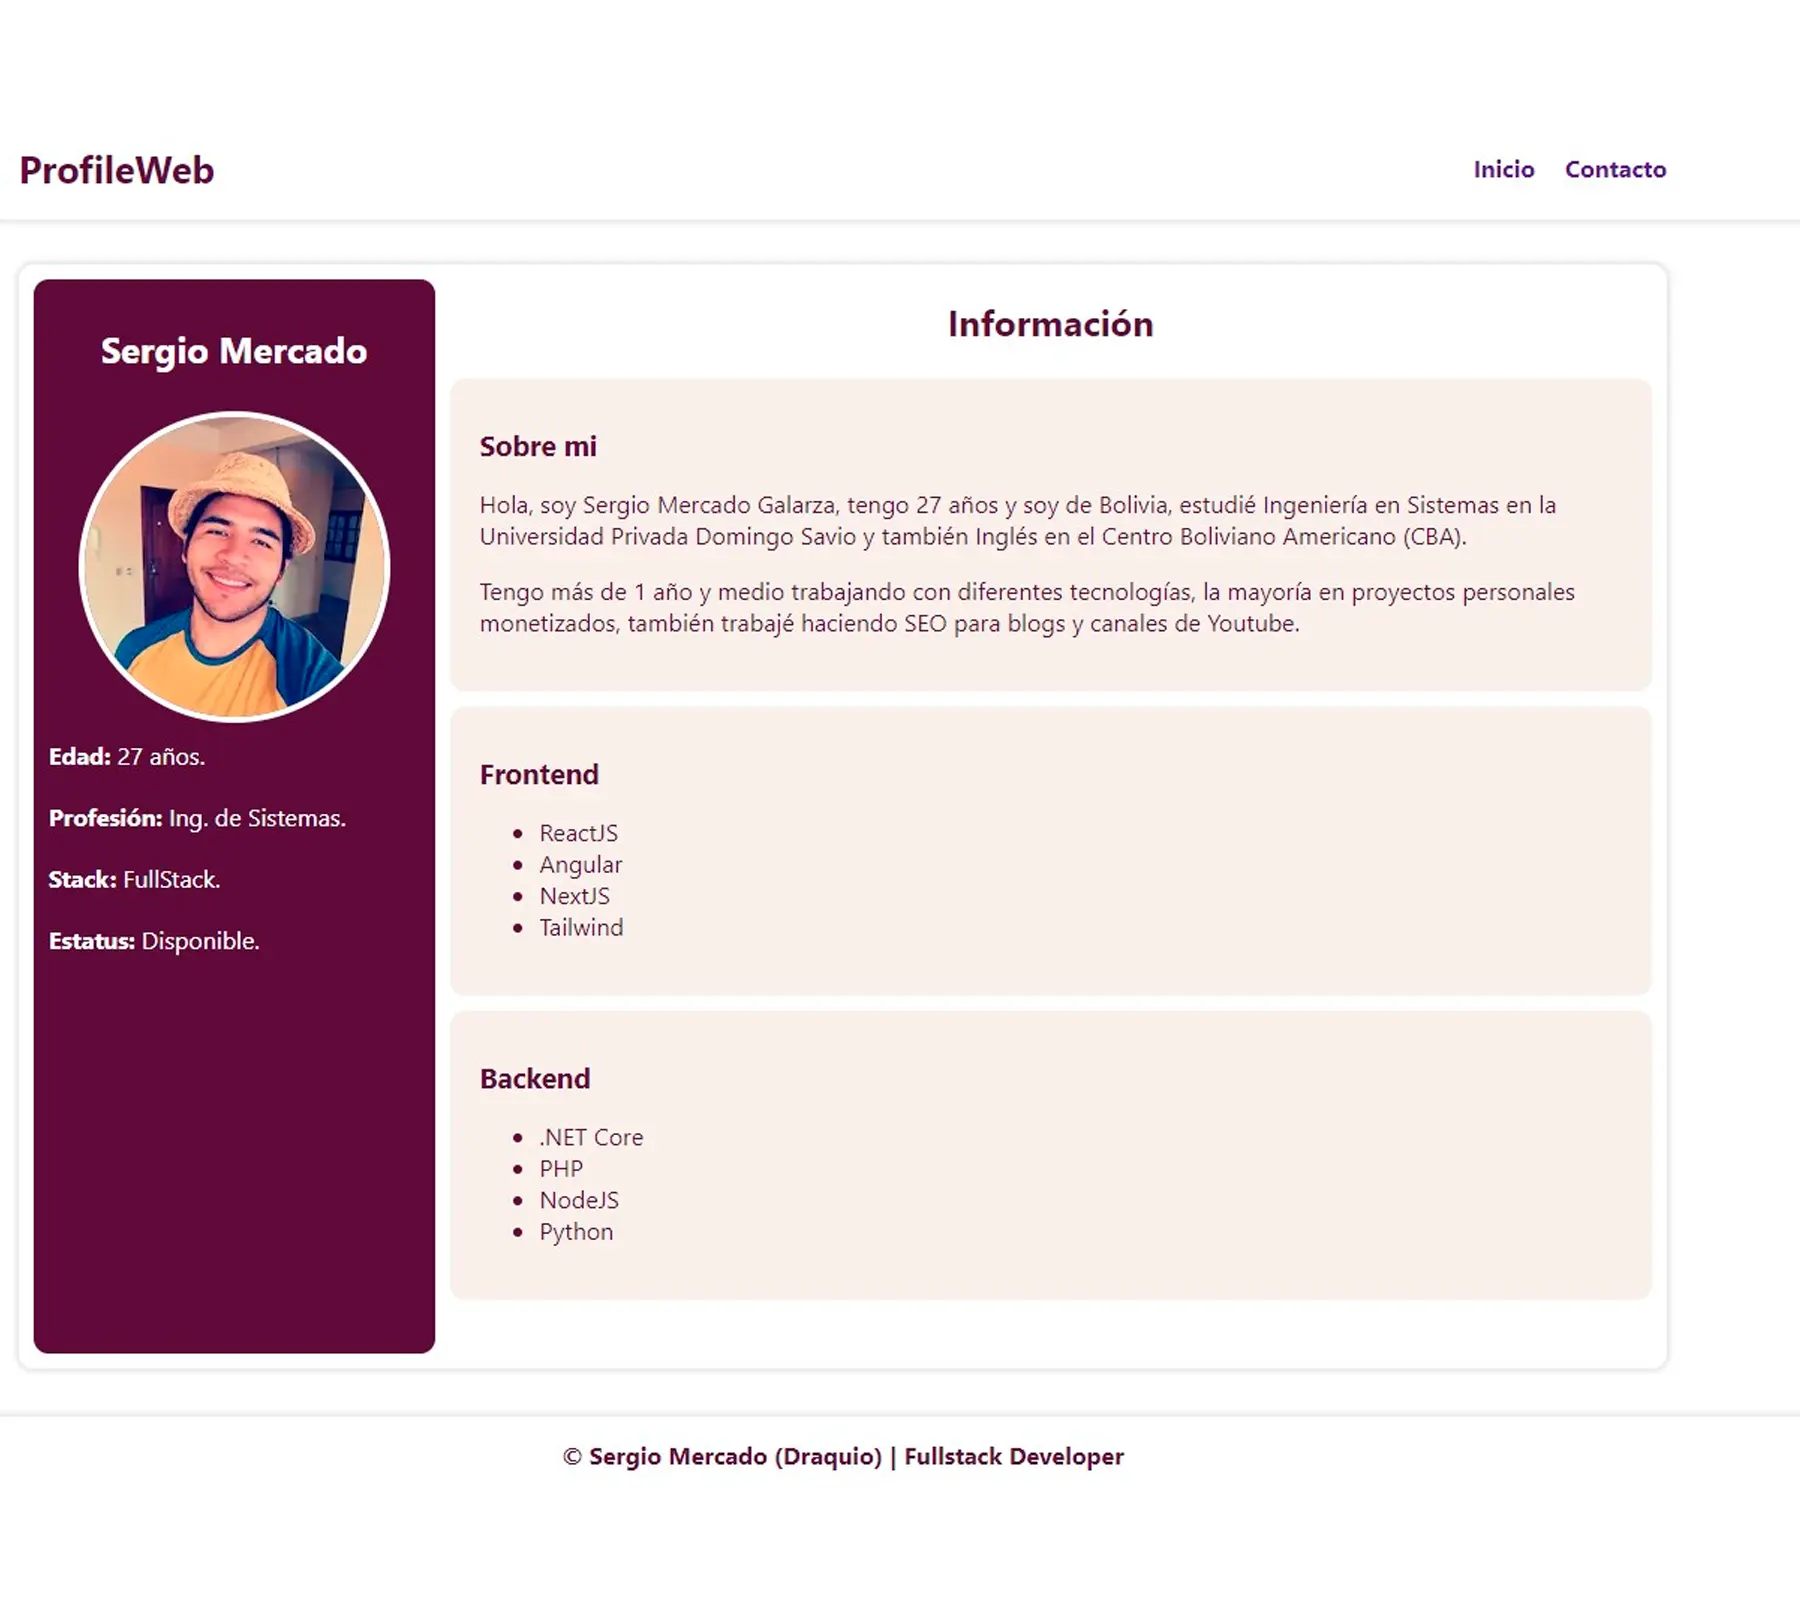 ProfileWeb
Inicio Contacto
Sergio Mercado
Edad: 27 años.
Profesión: Ing. de Sistemas.
Stack: FullStack.
Estatus: Disponible.
Información
Sobre mi
Hola, soy Sergio Mercado Galarza, tengo 27 años y soy de Bolivia, estudié Ingeniería en Sistemas en la
Universidad Privada Domingo Savio y también Inglés en el Centro Boliviano Americano (CBA).
Tengo más de 1 año y medio trabajando con diferentes tecnologías, la mayoría en proyectos personales
monetizados, también trabajé haciendo SEO para blogs y canales de Youtube.
Frontend
• ReactJS
• Angular
• NextJS
• Tailwind
Backend
• .NET Core
• PHP
• NodeJS
• Python
© Sergio Mercado (Draquio) | Fullstack Developer